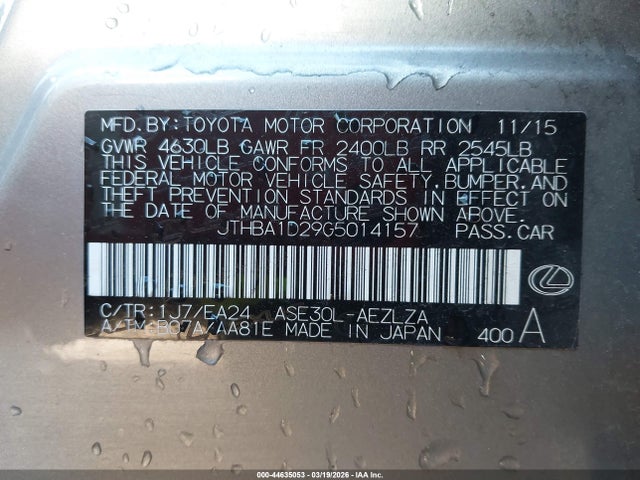 MFD.BY:TOYOTA MOTOR CORPORATION 11/15
GVWR 4630LB GAWR FR 2400LB RR 2545LB
THIS VEHICLE CONFORMS TO ALL APPLICABLE
FEDERAL MOTOR VEHICLE SAFETY,BUMPER,AND
THEFT PREVENTION STANDARDS IN EFFECT ON
THE DATE OF MANUFACTURE SHOWN ABOVE.
JTHBA1D29G5014157 PASS.CAR
C/TR:1J7/EA24 ASE30L-AEZLZA
A/TM:B07A/AA81E MADE IN JAPAN 400 A
000-44635053 - 03/19/2026 - IAA Inc.